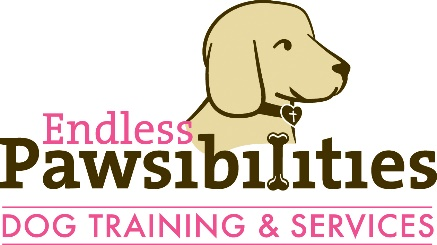 Endless
Pawsibilities
DOG TRAINING & SERVICES